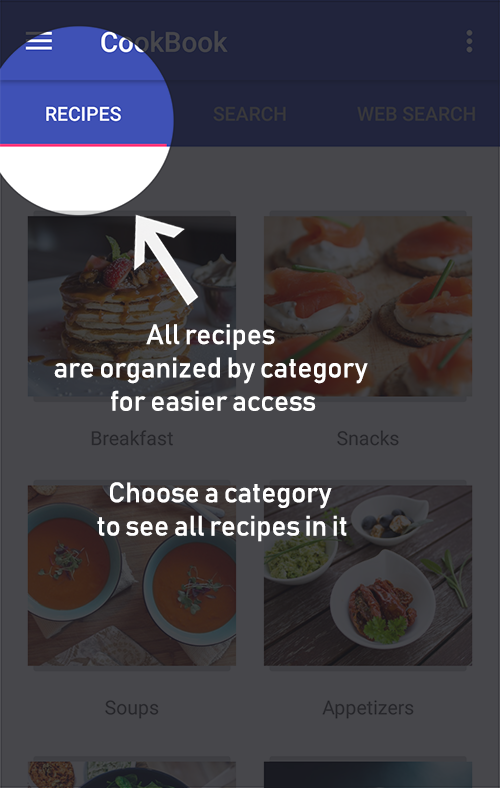 CookBook
RECIPES
SEARCH
WEB SEARCH
All recipes
are organized by category
for easier access
Breakfast
Snacks
Choose a category
to see all recipes in it
Soups
Appetizers